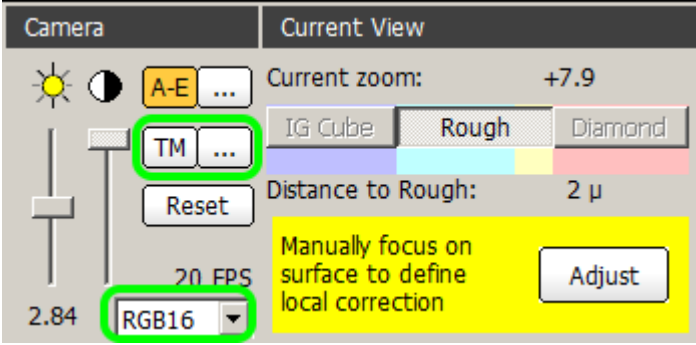 Camera
Current View
A-E ...
Current zoom: +7.9
TM ...
IG Cube Rough Diamond
Reset
Distance to Rough: 2 µ
20 FPS
Manually focus on
surface to define
local correction
Adjust
2.84
RGB16